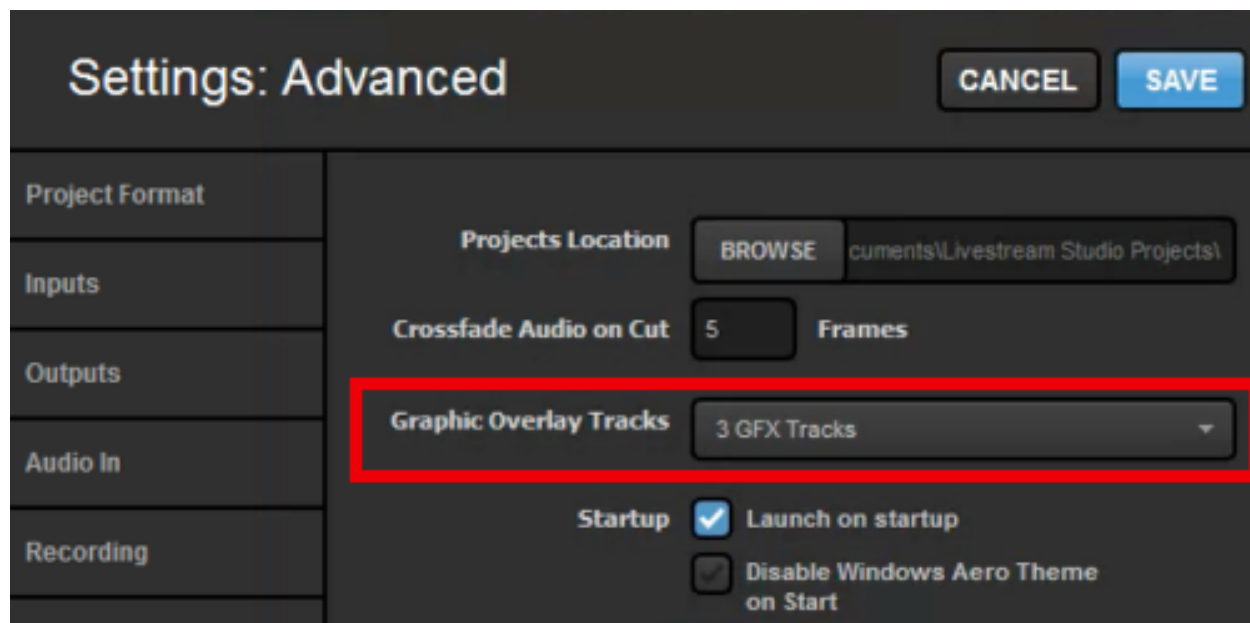 Settings: Advanced
CANCEL
SAVE
Project Format
Inputs
Outputs
Audio In
Recording
Projects Location
BROWSE
cuments\Livestream Studio Projects\
Crossfade Audio on Cut
5
Frames
Graphic Overlay Tracks
3 GFX Tracks
Startup
Launch on startup
Disable Windows Aero Theme
on Start